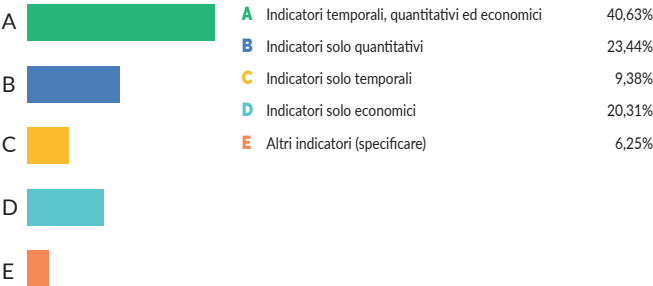 A
B
C
D
E
A Indicatori temporali, quantitativi ed economici 40,63%
B Indicatori solo quantitativi 23,44%
C Indicatori solo temporali 9,38%
D Indicatori solo economici 20,31%
E Altri indicatori (specificare) 6,25%